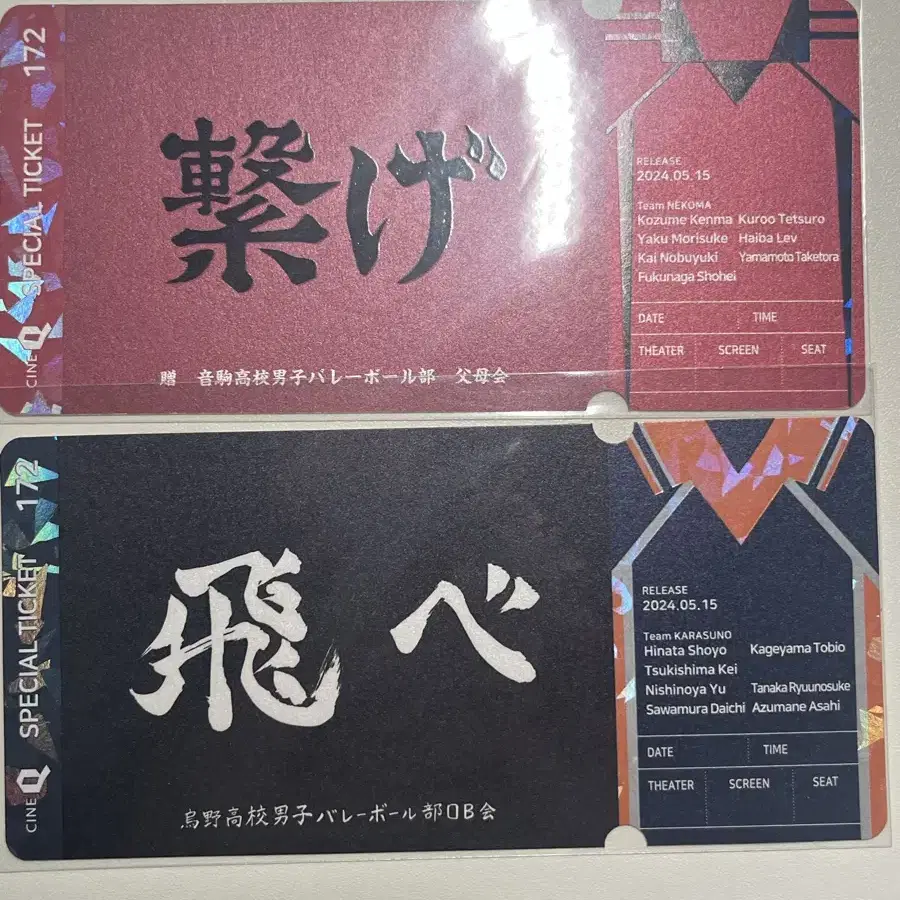 CINE Q SPECIAL TICKET 172
繋げ
贈 音駒高校男子バレーボール部 父母会
RELEASE
2024.05.15
Team NEKOMA
Kozume Kenma Kuroo Tetsuro
Yaku Morisuke Haiba Lev
Kai Nobuyuki Yamamoto Taketora
Fukunaga Shohei
DATE TIME
THEATER SCREEN SEAT
CINE Q SPECIAL TICKET 172
飛べ
烏野高校男子バレーボール部OB会
RELEASE
2024.05.15
Team KARASUNO
Hinata Shoyo Kageyama Tobio
Tsukishima Kei
Nishinoya Yu Tanaka Ryuunosuke
Sawamura Daichi Azumane Asahi
DATE TIME
THEATER SCREEN SEAT